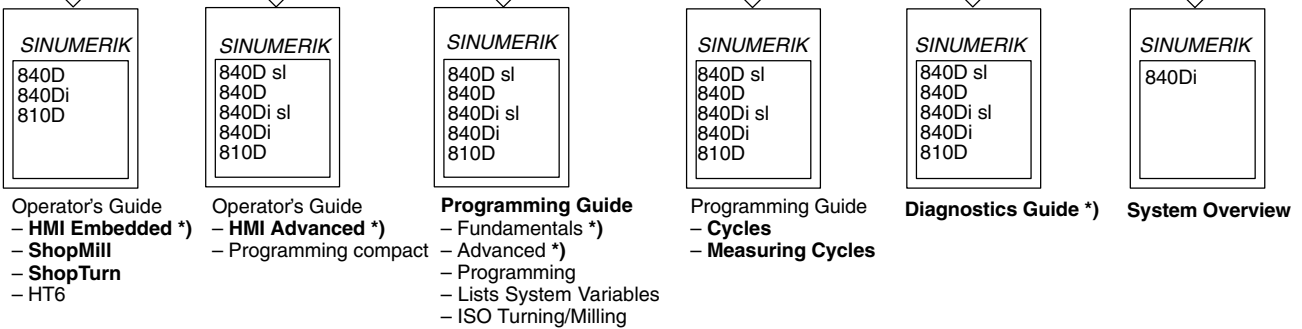 SINUMERIK
840D
840Di
810D
Operator's Guide
– HMI Embedded *)
– ShopMill
– ShopTurn
– HT6
SINUMERIK
840D sl
840D
840Di sl
840Di
810D
Operator's Guide
– HMI Advanced *)
– Programming compact
SINUMERIK
840D sl
840D
840Di sl
840Di
810D
Programming Guide
– Fundamentals *)
– Advanced *)
– Programming
– Lists System Variables
– ISO Turning/Milling
SINUMERIK
840D sl
840D
840Di sl
840Di
810D
Programming Guide
– Cycles
– Measuring Cycles
SINUMERIK
840D sl
840D
840Di sl
840Di
810D
Diagnostics Guide *)
SINUMERIK
840Di
System Overview